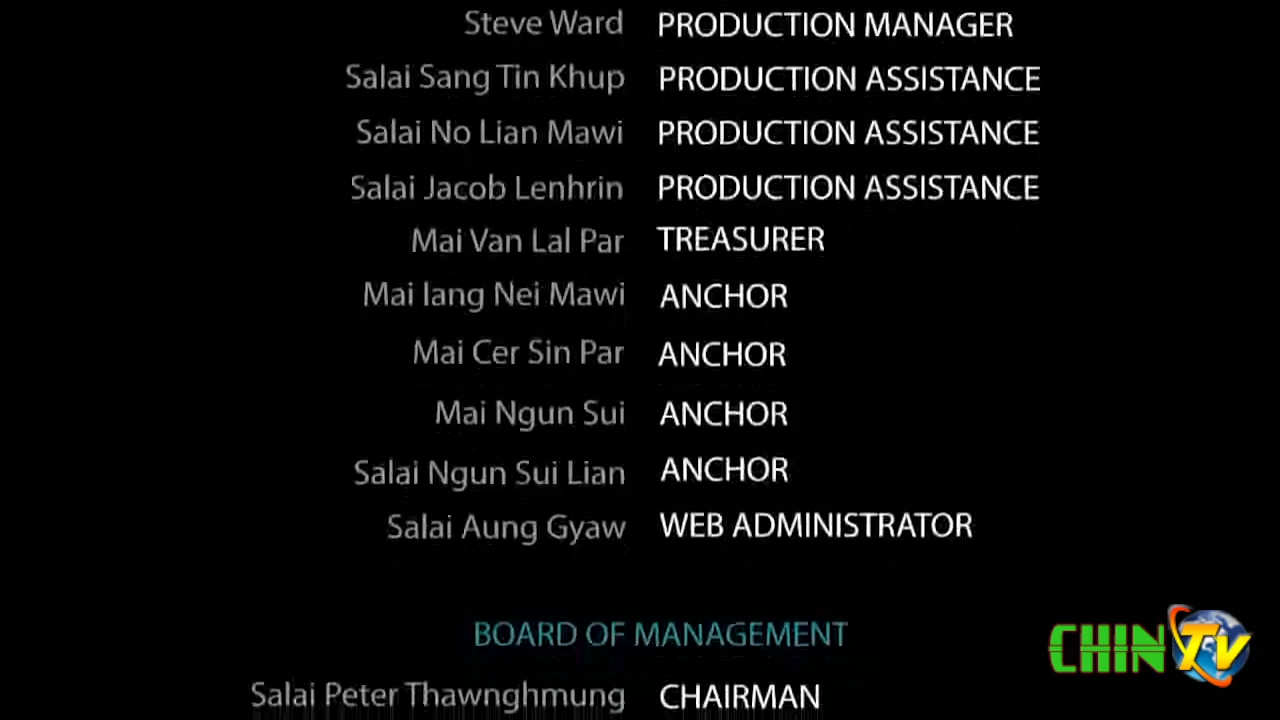 Steve Ward PRODUCTION MANAGER
Salai Sang Tin Khup PRODUCTION ASSISTANCE
Salai No Lian Mawi PRODUCTION ASSISTANCE
Salai Jacob Lenhrin PRODUCTION ASSISTANCE
Mai Van Lal Par TREASURER
Mai Iang Nei Mawi ANCHOR
Mai Cer Sin Par ANCHOR
Mai Ngun Sui ANCHOR
Salai Ngun Sui Lian ANCHOR
Salai Aung Gyaw WEB ADMINISTRATOR
BOARD OF MANAGEMENT
CHIN TV
Salai Peter Thawnghmung CHAIRMAN